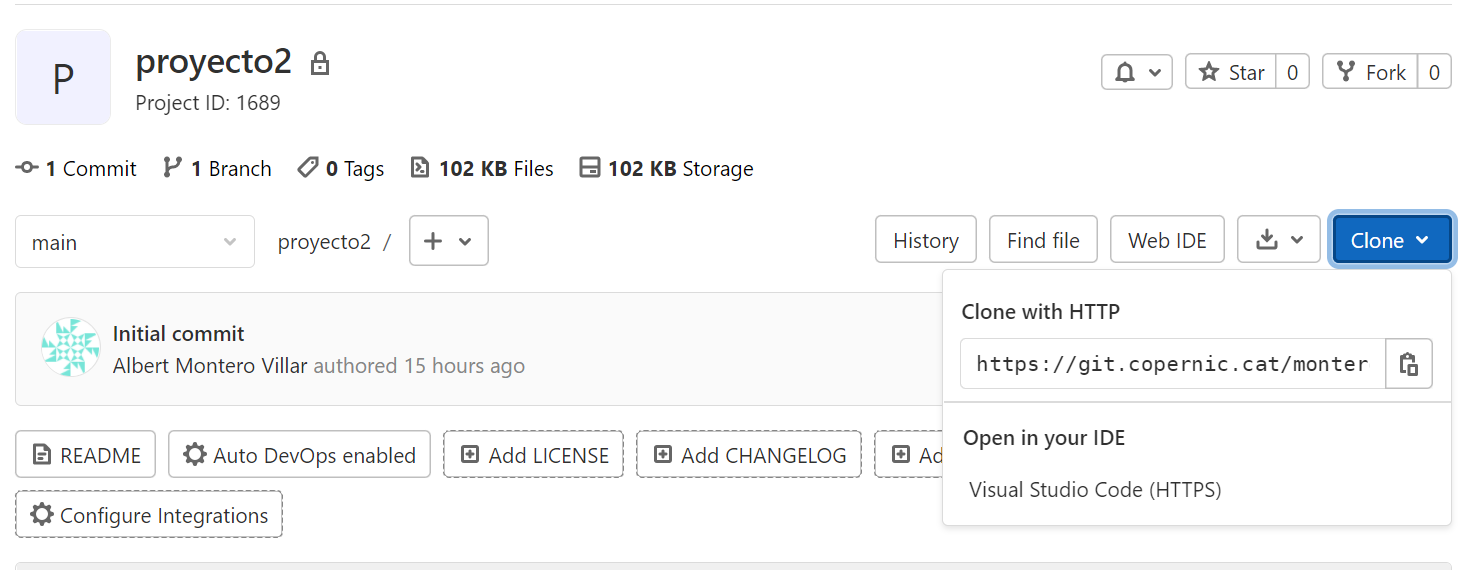 P
proyecto2
Project ID: 1689
Star 0
Fork 0
1 Commit 1 Branch 0 Tags 102 KB Files 102 KB Storage
main
proyecto2 /
History
Find file
Web IDE
Clone
Clone with HTTP
https://git.copernic.cat/monter
Initial commit
Albert Montero Villar authored 15 hours ago
Open in your IDE
Visual Studio Code (HTTPS)
README
Auto DevOps enabled
Add LICENSE
Add CHANGELOG
Configure Integrations